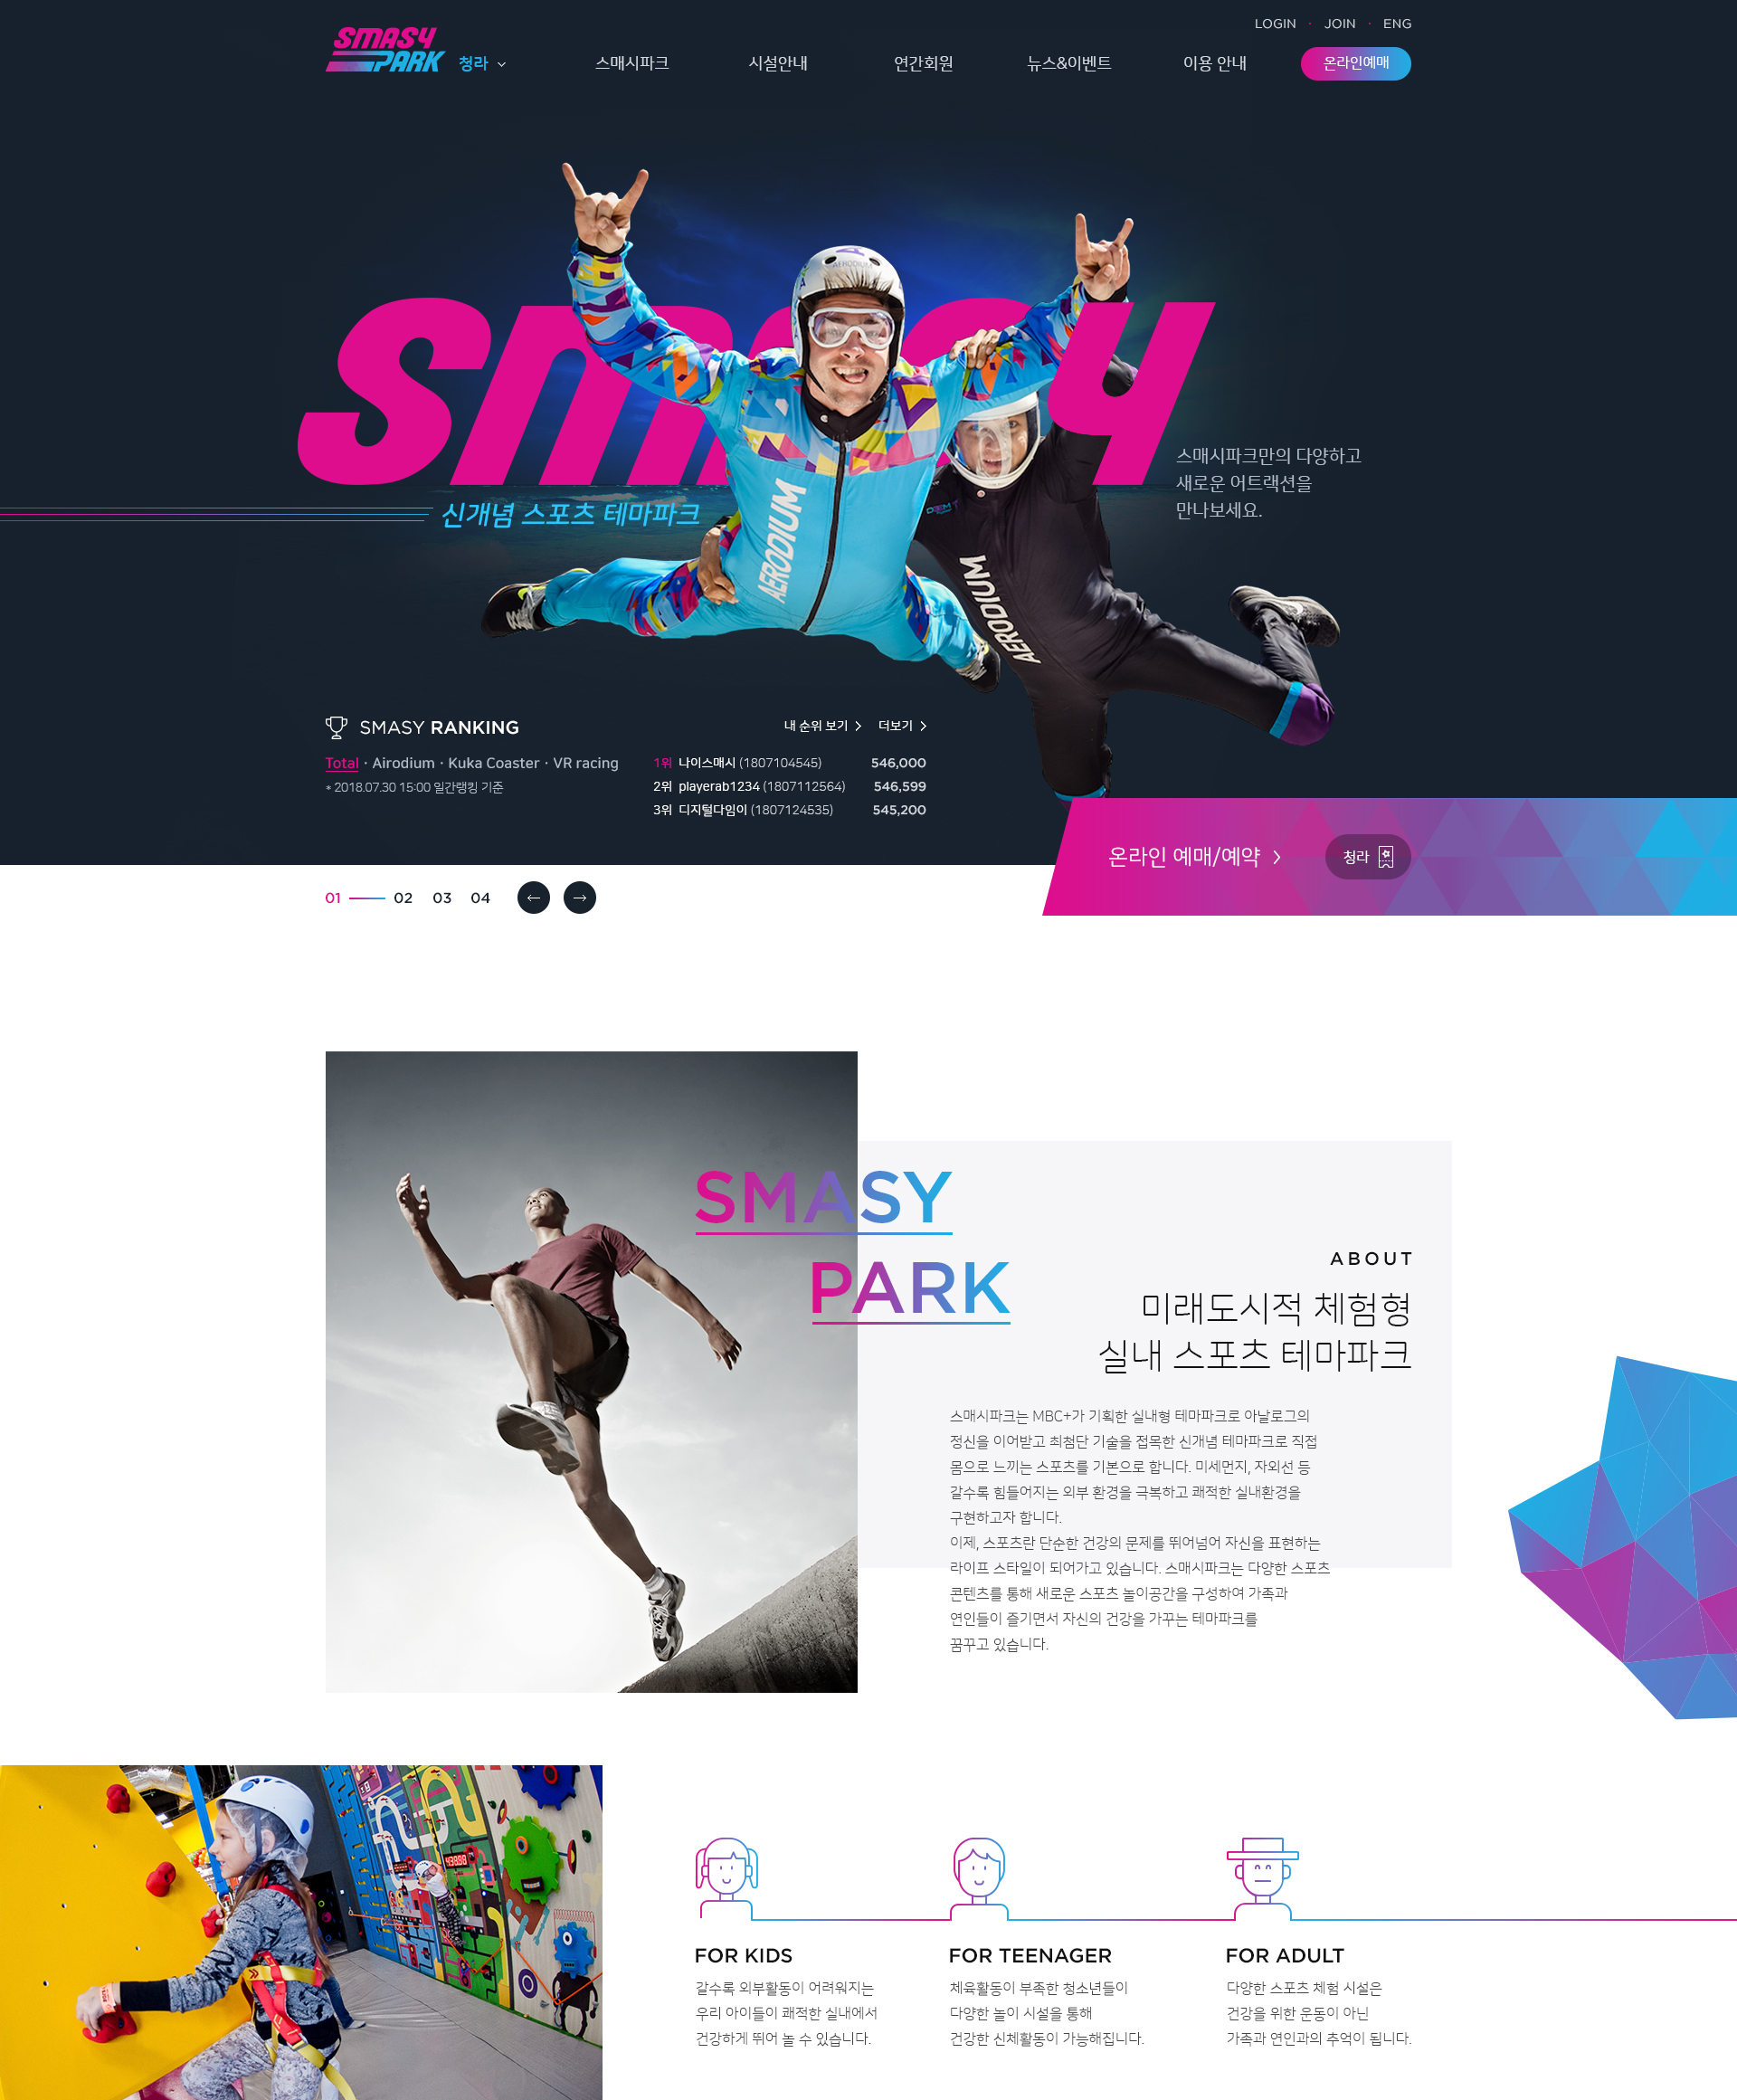 LOGIN · JOIN · ENG
SMASY
PARK
청라
스매시파크
시설안내
연간회원
뉴스&이벤트
이용 안내
온라인예매
AERODIUM
smasy
스매시파크만의 다양하고
새로운 어트랙션을
만나보세요.
신개념 스포츠 테마파크
AERODIUM
AERODIUM
SMASY RANKING
내 순위 보기
더보기
Total · Airodium · Kuka Coaster · VR racing
* 2018.07.30 15:00 일간랭킹 기준
1위 나이스매시 (1807104545) 546,000
2위 playerab1234 (1807112564) 546,599
3위 디지털다임이 (1807124535) 545,200
온라인 예매/예약
청라
01 02 03 04
SMASY
PARK
ABOUT
미래도시적 체험형
실내 스포츠 테마파크
스매시파크는 MBC+가 기획한 실내형 테마파크로 아날로그의
정신을 이어받고 최첨단 기술을 접목한 신개념 테마파크로 직접
몸으로 느끼는 스포츠를 기본으로 합니다. 미세먼지, 자외선 등
갈수록 힘들어지는 외부 환경을 극복하고 쾌적한 실내환경을
구현하고자 합니다.
이제, 스포츠란 단순한 건강의 문제를 뛰어넘어 자신을 표현하는
라이프 스타일이 되어가고 있습니다. 스매시파크는 다양한 스포츠
콘텐츠를 통해 새로운 스포츠 놀이공간을 구성하여 가족과
연인들이 즐기면서 자신의 건강을 가꾸는 테마파크를
꿈꾸고 있습니다.
FOR KIDS
갈수록 외부활동이 어려워지는
우리 아이들이 쾌적한 실내에서
건강하게 뛰어 놀 수 있습니다.
FOR TEENAGER
체육활동이 부족한 청소년들이
다양한 놀이 시설을 통해
건강한 신체활동이 가능해집니다.
FOR ADULT
다양한 스포츠 체험 시설은
건강을 위한 운동이 아닌
가족과 연인과의 추억이 됩니다.